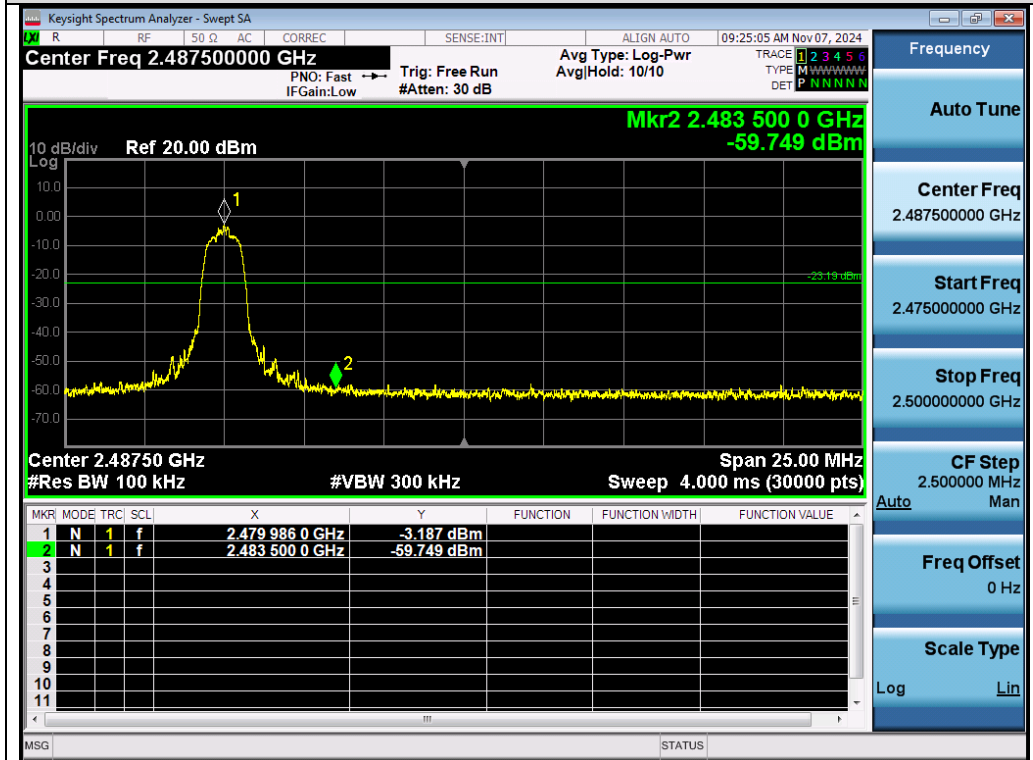 Keysight Spectrum Analyzer - Swept SA
LXI R RF 50 Ω AC CORREC SENSE:INT ALIGN AUTO 09:25:05 AM Nov 07, 2024
Center Freq 2.487500000 GHz
PNO: Fast
IFGain:Low
Trig: Free Run
#Atten: 30 dB
Avg Type: Log-Pwr
Avg|Hold: 10/10
TRACE 1 2 3 4 5 6
TYPE M W W W W W
DET P N N N N N
Mkr2 2.483 500 0 GHz
-59.749 dBm
10 dB/div Ref 20.00 dBm
Log
10.0
0.00
-10.0
-20.0
-30.0
-40.0
-50.0
-60.0
-70.0
1
-23.19 dBm
2
Center 2.48750 GHz Span 25.00 MHz
#Res BW 100 kHz #VBW 300 kHz Sweep 4.000 ms (30000 pts)
MKR MODE TRC SCL X Y FUNCTION FUNCTION WIDTH FUNCTION VALUE
1 N 1 f 2.479 986 0 GHz -3.187 dBm
2 N 1 f 2.483 500 0 GHz -59.749 dBm
3
4
5
6
7
8
9
10
11
MSG STATUS
Frequency
Auto Tune
Center Freq
2.487500000 GHz
Start Freq
2.475000000 GHz
Stop Freq
2.500000000 GHz
CF Step
2.500000 MHz
Auto Man
Freq Offset
0 Hz
Scale Type
Log Lin